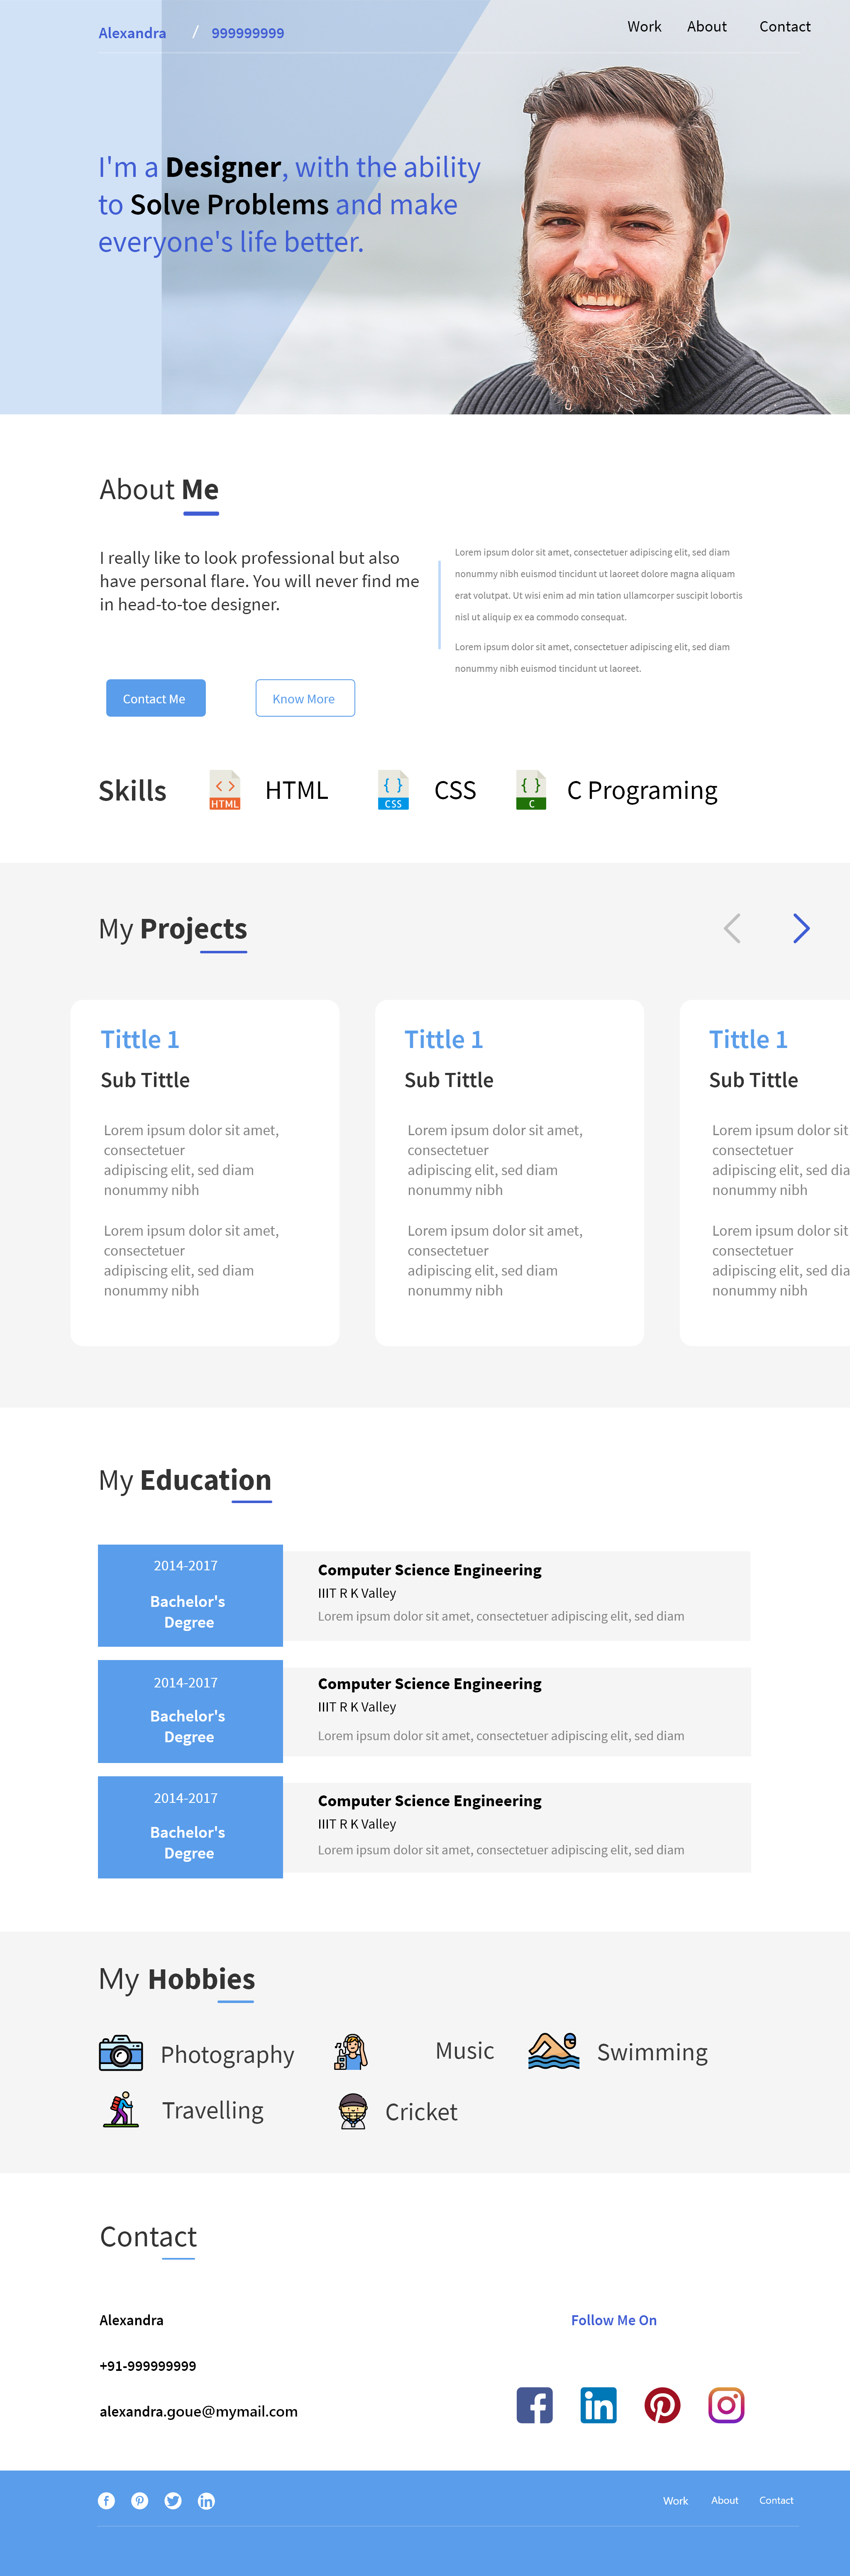 Alexandra / 999999999
Work About Contact
I'm a Designer, with the ability
to Solve Problems and make
everyone's life better.
About Me
I really like to look professional but also
have personal flare. You will never find me
in head-to-toe designer.
Lorem ipsum dolor sit amet, consectetuer adipiscing elit, sed diam
nonummy nibh euismod tincidunt ut laoreet dolore magna aliquam
erat volutpat. Ut wisi enim ad min tation ullamcorper suscipit lobortis
nisl ut aliquip ex ea commodo consequat.
Lorem ipsum dolor sit amet, consectetuer adipiscing elit, sed diam
nonummy nibh euismod tincidunt ut laoreet.
Contact Me
Know More
Skills
HTML
HTML
CSS
CSS
C
C Programing
My Projects
Tittle 1
Sub Tittle
Lorem ipsum dolor sit amet,
consectetuer
adipiscing elit, sed diam
nonummy nibh
Lorem ipsum dolor sit amet,
consectetuer
adipiscing elit, sed diam
nonummy nibh
Tittle 1
Sub Tittle
Lorem ipsum dolor sit amet,
consectetuer
adipiscing elit, sed diam
nonummy nibh
Lorem ipsum dolor sit amet,
consectetuer
adipiscing elit, sed diam
nonummy nibh
Tittle 1
Sub Tittle
Lorem ipsum dolor sit
consectetuer
adipiscing elit, sed dia
nonummy nibh
Lorem ipsum dolor sit
consectetuer
adipiscing elit, sed dia
nonummy nibh
My Education
2014-2017
Bachelor's
Degree
Computer Science Engineering
IIIT R K Valley
Lorem ipsum dolor sit amet, consectetuer adipiscing elit, sed diam
2014-2017
Bachelor's
Degree
Computer Science Engineering
IIIT R K Valley
Lorem ipsum dolor sit amet, consectetuer adipiscing elit, sed diam
2014-2017
Bachelor's
Degree
Computer Science Engineering
IIIT R K Valley
Lorem ipsum dolor sit amet, consectetuer adipiscing elit, sed diam
My Hobbies
Photography
Music
Swimming
Travelling
Cricket
Contact
Alexandra
+91-999999999
alexandra.goue@mymail.com
Follow Me On
Work About Contact